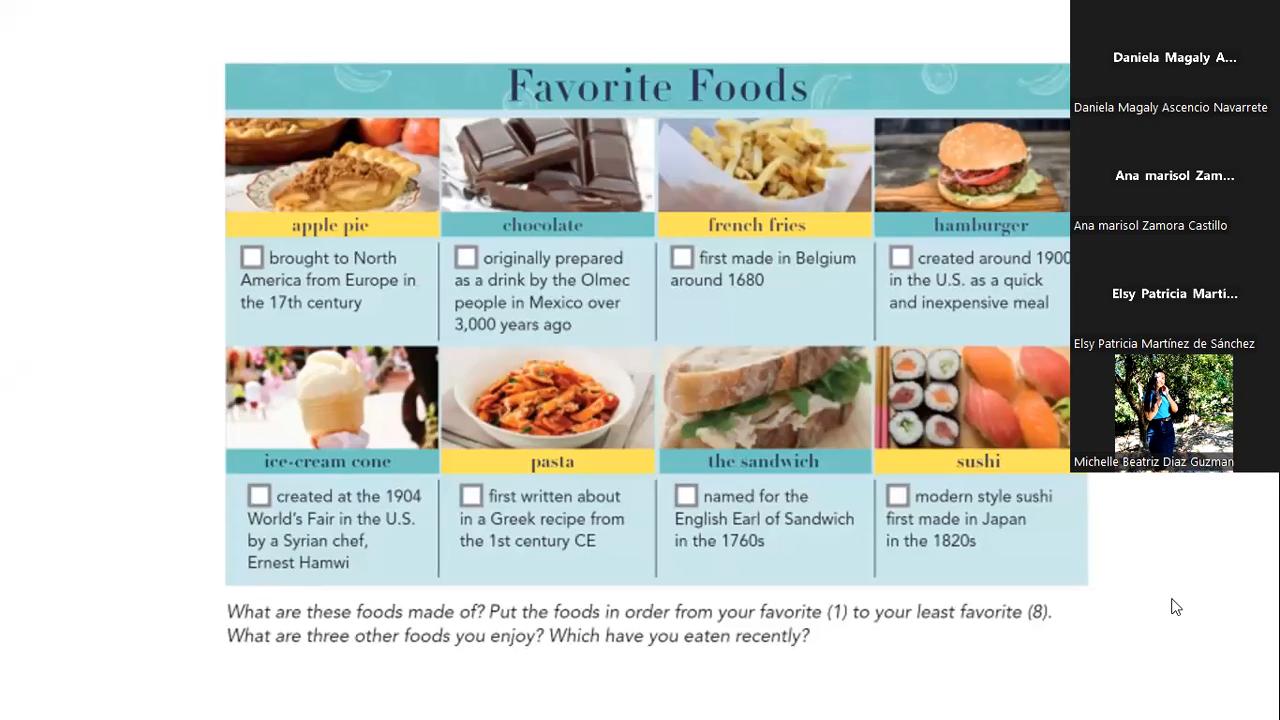 Favorite Foods
apple pie
chocolate
french fries
hamburger
brought to North
America from Europe in
the 17th century
originally prepared
as a drink by the Olmec
people in Mexico over
3,000 years ago
first made in Belgium
around 1680
created around 1900
in the U.S. as a quick
and inexpensive meal
ice-cream cone
pasta
the sandwich
sushi
created at the 1904
World's Fair in the U.S.
by a Syrian chef,
Ernest Hamwi
first written about
in a Greek recipe from
the 1st century CE
named for the
English Earl of Sandwich
in the 1760s
modern style sushi
first made in Japan
in the 1820s
What are these foods made of? Put the foods in order from your favorite (1) to your least favorite (8).
What are three other foods you enjoy? Which have you eaten recently?
Daniela Magaly A...
Daniela Magaly Ascencio Navarrete
Ana marisol Zam...
Ana marisol Zamora Castillo
Elsy Patricia Martí...
Elsy Patricia Martínez de Sánchez
Michelle Beatriz Diaz Guzman